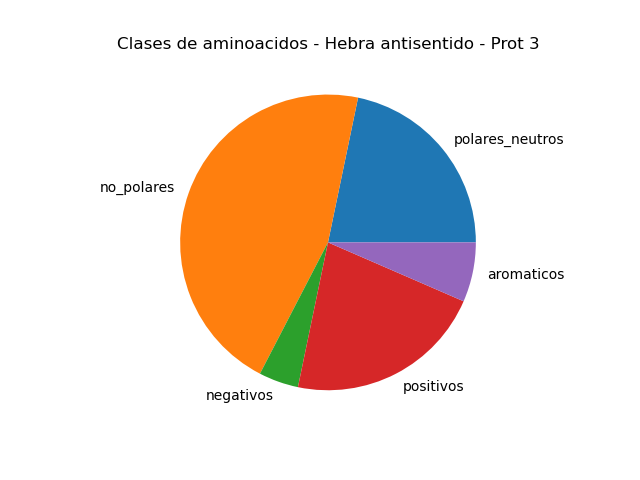 Clases de aminoacidos - Hebra antisentido - Prot 3
polares_neutros
no_polares
aromaticos
positivos
negativos